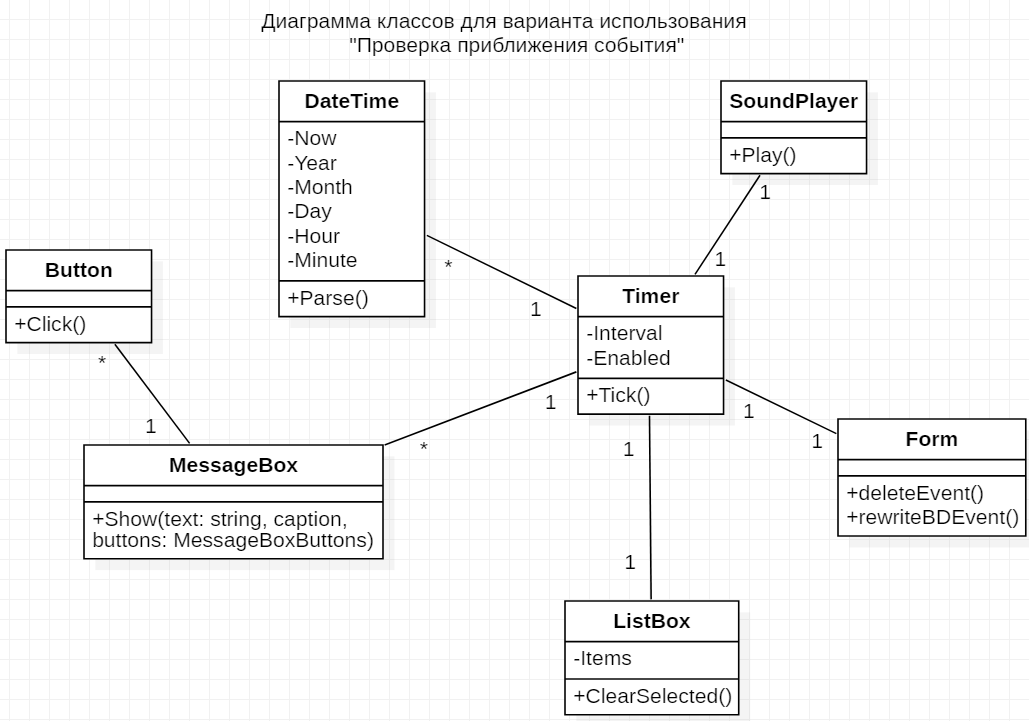 Диаграмма классов для варианта использования
"Проверка приближения события"
DateTime
-Now
-Year
-Month
-Day
-Hour
-Minute
+Parse()
SoundPlayer
+Play()
1
1
*
1
Button
+Click()
*
1
Timer
-Interval
-Enabled
+Tick()
1
*
1
1
MessageBox
+Show(text: string, caption,
buttons: MessageBoxButtons)
Form
+deleteEvent()
+rewriteBDEvent()
1
1
ListBox
-Items
+ClearSelected()